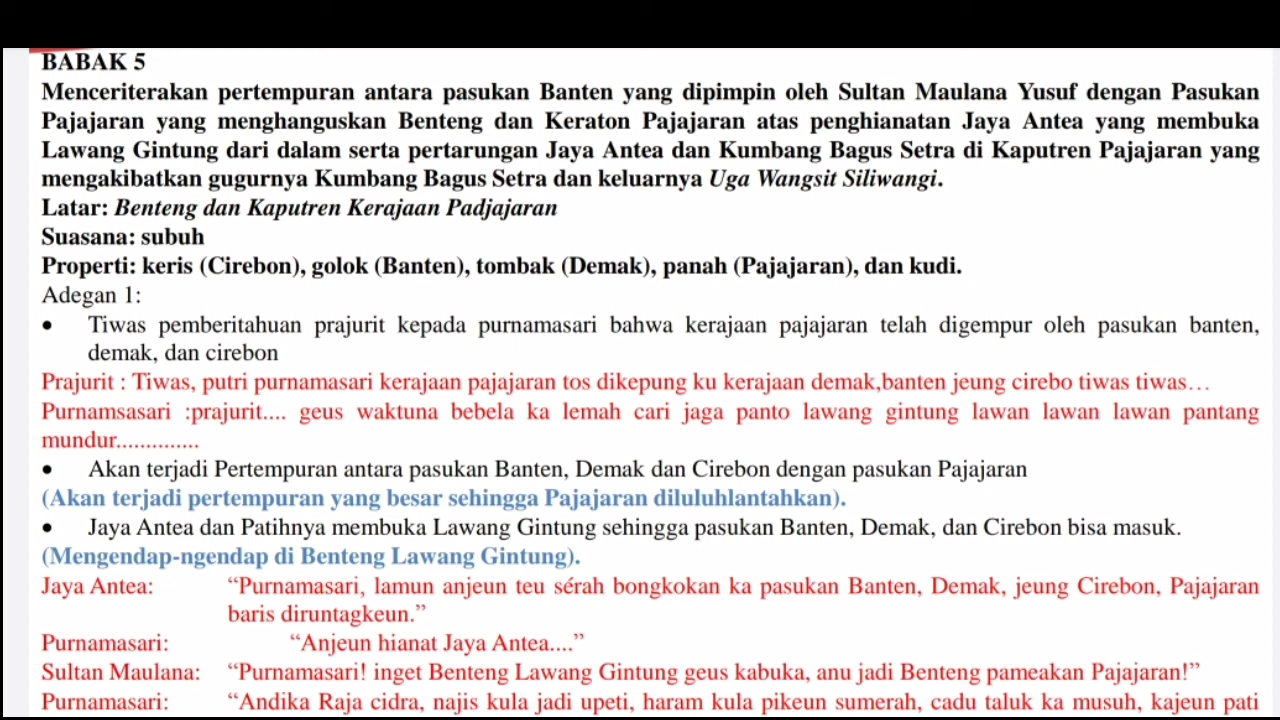 BABAK 5
Menceriterakan pertempuran antara pasukan Banten yang dipimpin oleh Sultan Maulana Yusuf dengan Pasukan
Pajajaran yang menghanguskan Benteng dan Keraton Pajajaran atas penghianatan Jaya Antea yang membuka
Lawang Gintung dari dalam serta pertarungan Jaya Antea dan Kumbang Bagus Setra di Kaputren Pajajaran yang
mengakibatkan gugurnya Kumbang Bagus Setra dan keluarnya Uga Wangsit Siliwangi.
Latar: Benteng dan Kaputren Kerajaan Padjajaran
Suasana: subuh
Properti: keris (Cirebon), golok (Banten), tombak (Demak), panah (Pajajaran), dan kudi.
Adegan 1:
• Tiwas pemberitahuan prajurit kepada purnamasari bahwa kerajaan pajajaran telah digempur oleh pasukan banten,
demak, dan cirebon
Prajurit : Tiwas, putri purnamasari kerajaan pajajaran tos dikepung ku kerajaan demak,banten jeung cirebo tiwas tiwas…
Purnamsasari :prajurit.... geus waktuna bebela ka lemah cari jaga panto lawang gintung lawan lawan lawan pantang
mundur..............
• Akan terjadi Pertempuran antara pasukan Banten, Demak dan Cirebon dengan pasukan Pajajaran
(Akan terjadi pertempuran yang besar sehingga Pajajaran diluluhlantahkan).
• Jaya Antea dan Patihnya membuka Lawang Gintung sehingga pasukan Banten, Demak, dan Cirebon bisa masuk.
(Mengendap-ngendap di Benteng Lawang Gintung).
Jaya Antea: “Purnamasari, lamun anjeun teu sérah bongkokan ka pasukan Banten, Demak, jeung Cirebon, Pajajaran
baris diruntagkeun.”
Purnamasari: “Anjeun hianat Jaya Antea....”
Sultan Maulana: “Purnamasari! inget Benteng Lawang Gintung geus kabuka, anu jadi Benteng pameakan Pajajaran!”
Purnamasari: “Andika Raja cidra, najis kula jadi upeti, haram kula pikeun sumerah, cadu taluk ka musuh, kajeun pati